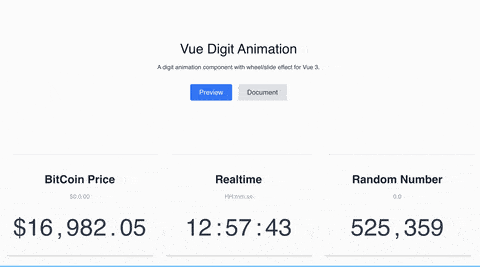 Vue Digit Animation
A digit animation component with wheel/slide effect for Vue 3.
Preview Document
BitCoin Price Realtime Random Number
$0,0.00 HH:mm:ss 0,0
$16,982.05 12:57:43 525,359